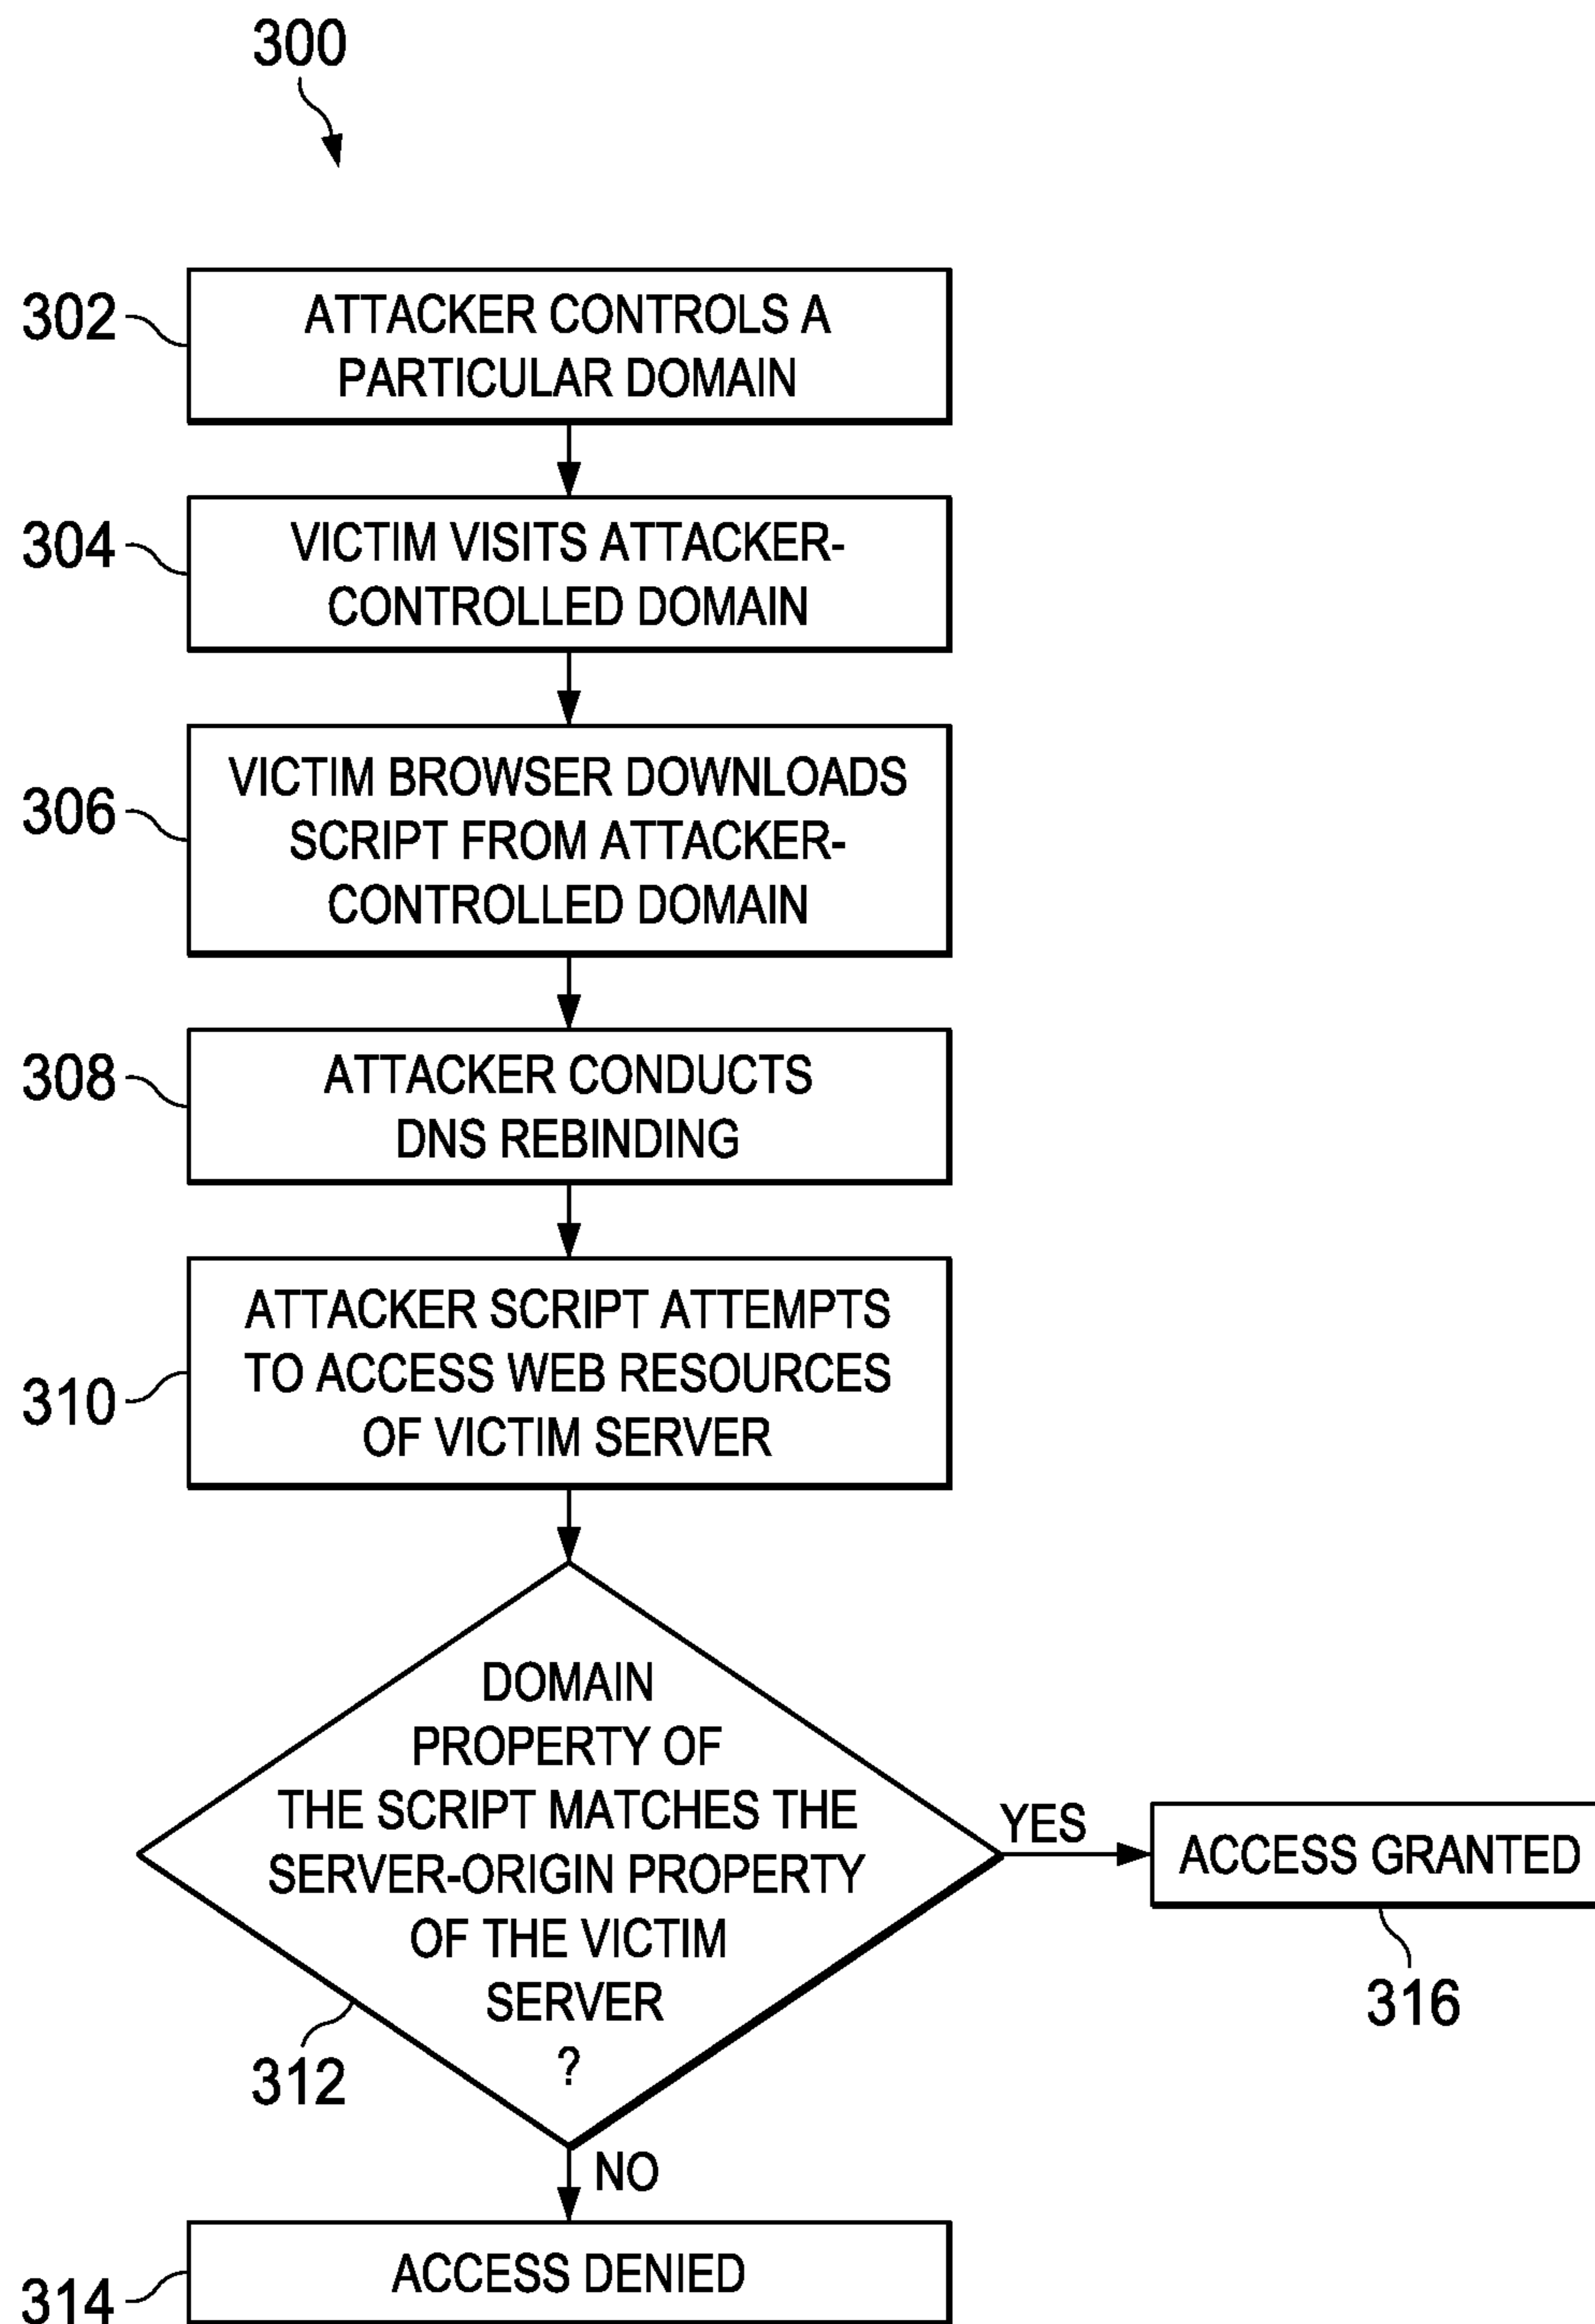 300
302
ATTACKER CONTROLS A
PARTICULAR DOMAIN
304
VICTIM VISITS ATTACKER-
CONTROLLED DOMAIN
306
VICTIM BROWSER DOWNLOADS
SCRIPT FROM ATTACKER-
CONTROLLED DOMAIN
308
ATTACKER CONDUCTS
DNS REBINDING
310
ATTACKER SCRIPT ATTEMPTS
TO ACCESS WEB RESOURCES
OF VICTIM SERVER
DOMAIN
PROPERTY OF
THE SCRIPT MATCHES THE
SERVER-ORIGIN PROPERTY
OF THE VICTIM
SERVER
?
312
YES
ACCESS GRANTED
316
NO
ACCESS DENIED
314